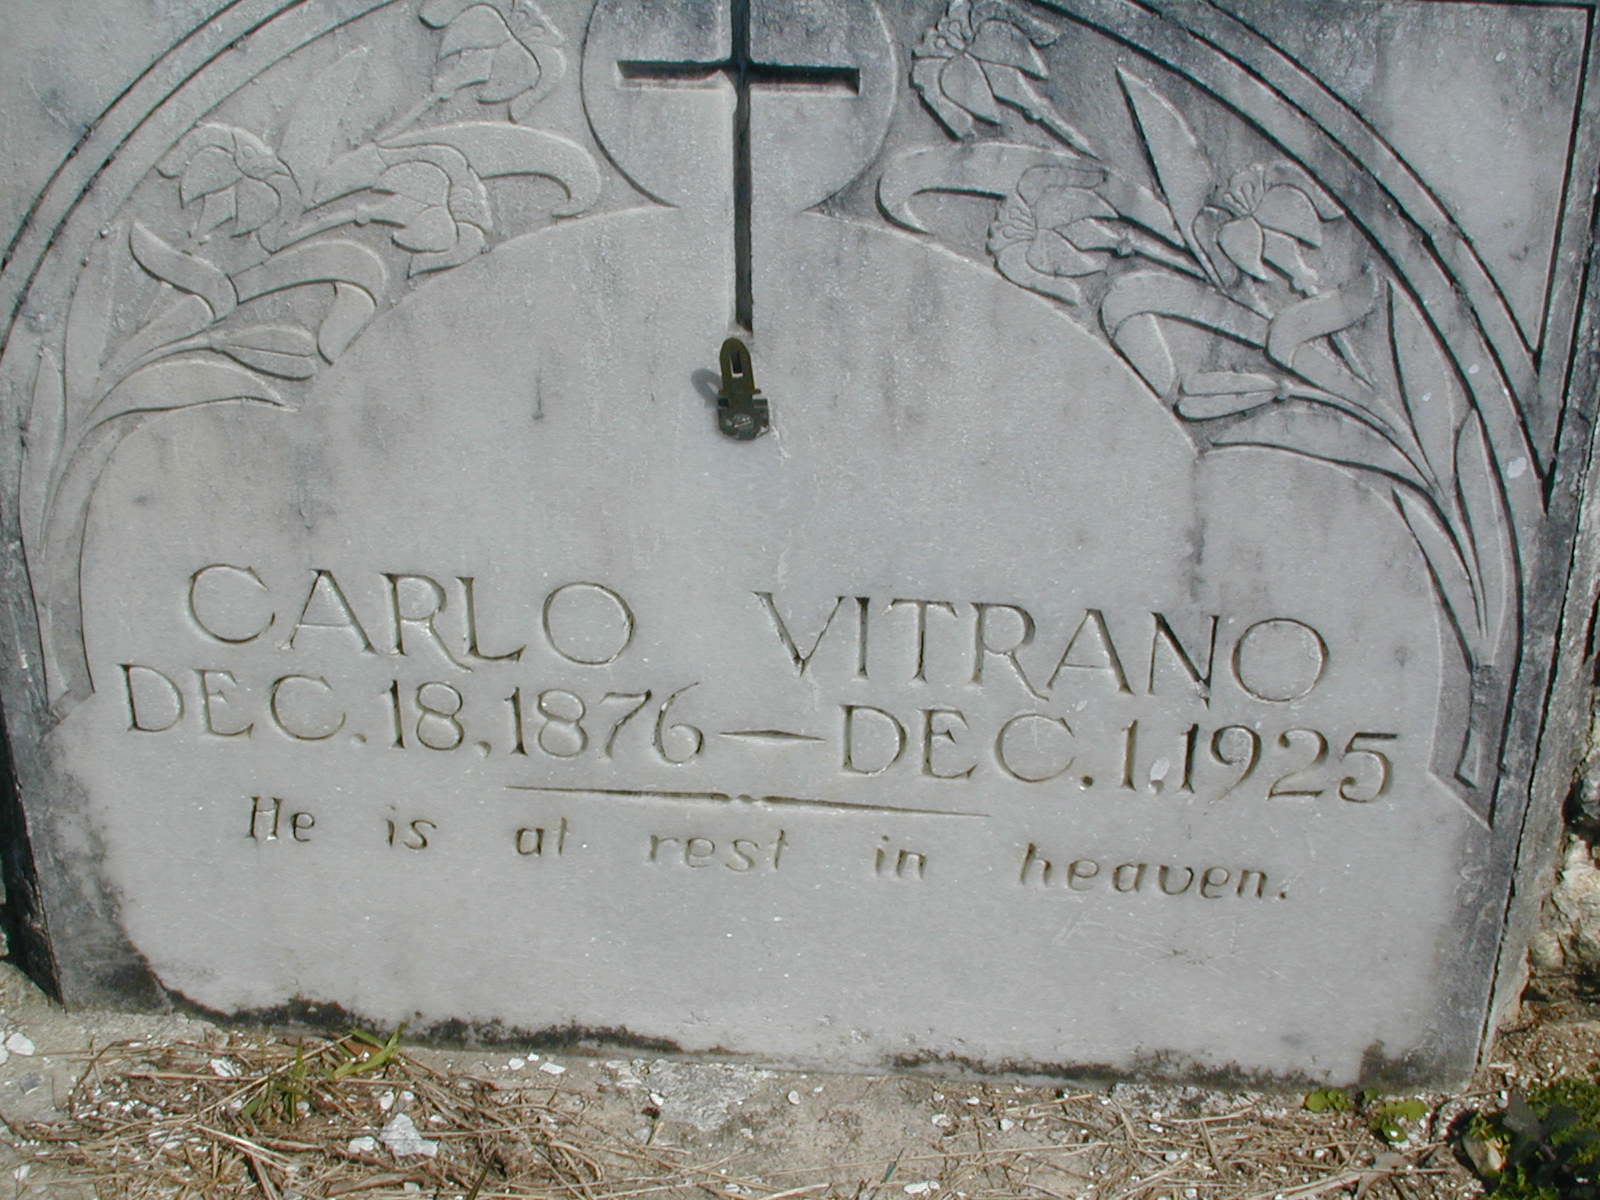 CARLO VITRANO
DEC. 18, 1876 — DEC. 1, 1925
He is at rest in heaven.